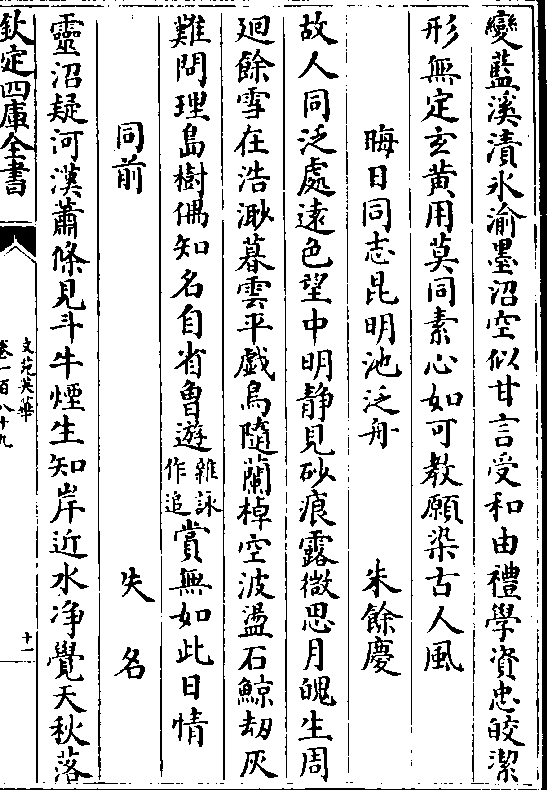 變藍溪漬氷渝墨沼空似甘言受和由禮學資忠皎潔
形無定玄黃用莫同素心如可教願染古人風
晦日同志昆明池泛舟 朱餘慶
故人同泛處逺色望中明静見砂痕露微思月魄生周
廻餘雪在浩渺暮雲平戲鳥隨蘭棹空波盪石鯨刼灰
難問理島樹偶知名自省曾遊雜詠作追賞無如此日情
同前 失名
靈沼疑河漢蕭條見斗牛煙生知岸近水净覺天秋落
欽定四庫全書
文苑英華
卷一百八十九
十一